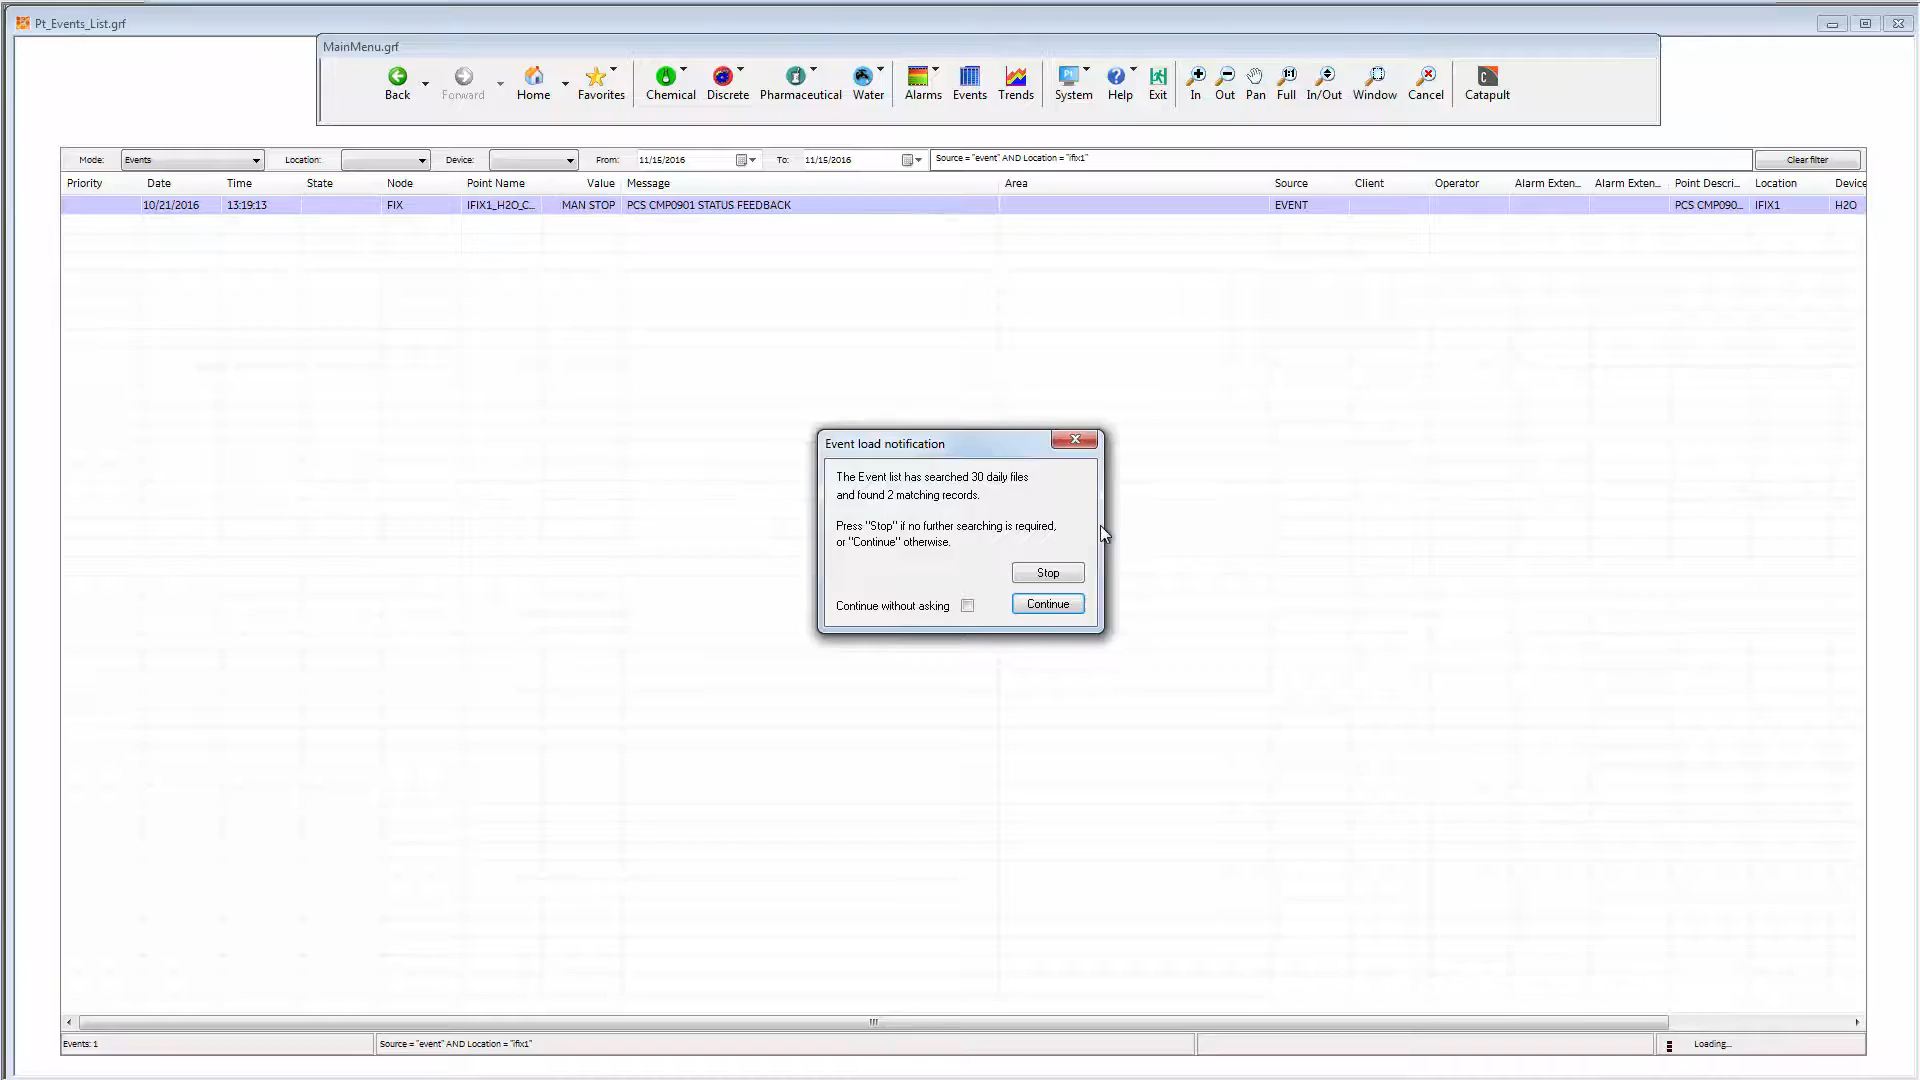 Pt_Events_List.grf
MainMenu.grf
Back Forward Home Favorites Chemical Discrete Pharmaceutical Water Alarms Events Trends System Help Exit In Out Pan Full In/Out Window Cancel Catapult
Mode: Events Location: Device: From: 11/15/2016 To: 11/15/2016 Source = "event" AND Location = "ifix1" Clear filter
Priority Date Time State Node Point Name Value Message Area Source Client Operator Alarm Exten... Alarm Exten... Point Descri... Location Device
10/21/2016 13:19:13 FIX IFIX1_H2O_C... MAN STOP PCS CMP0901 STATUS FEEDBACK EVENT PCS CMP090... IFIX1 H2O
Event load notification
The Event list has searched 30 daily files
and found 2 matching records.
Press "Stop" if no further searching is required,
or "Continue" otherwise.
Stop
Continue without asking Continue
Events: 1 Source = "event" AND Location = "ifix1" Loading...